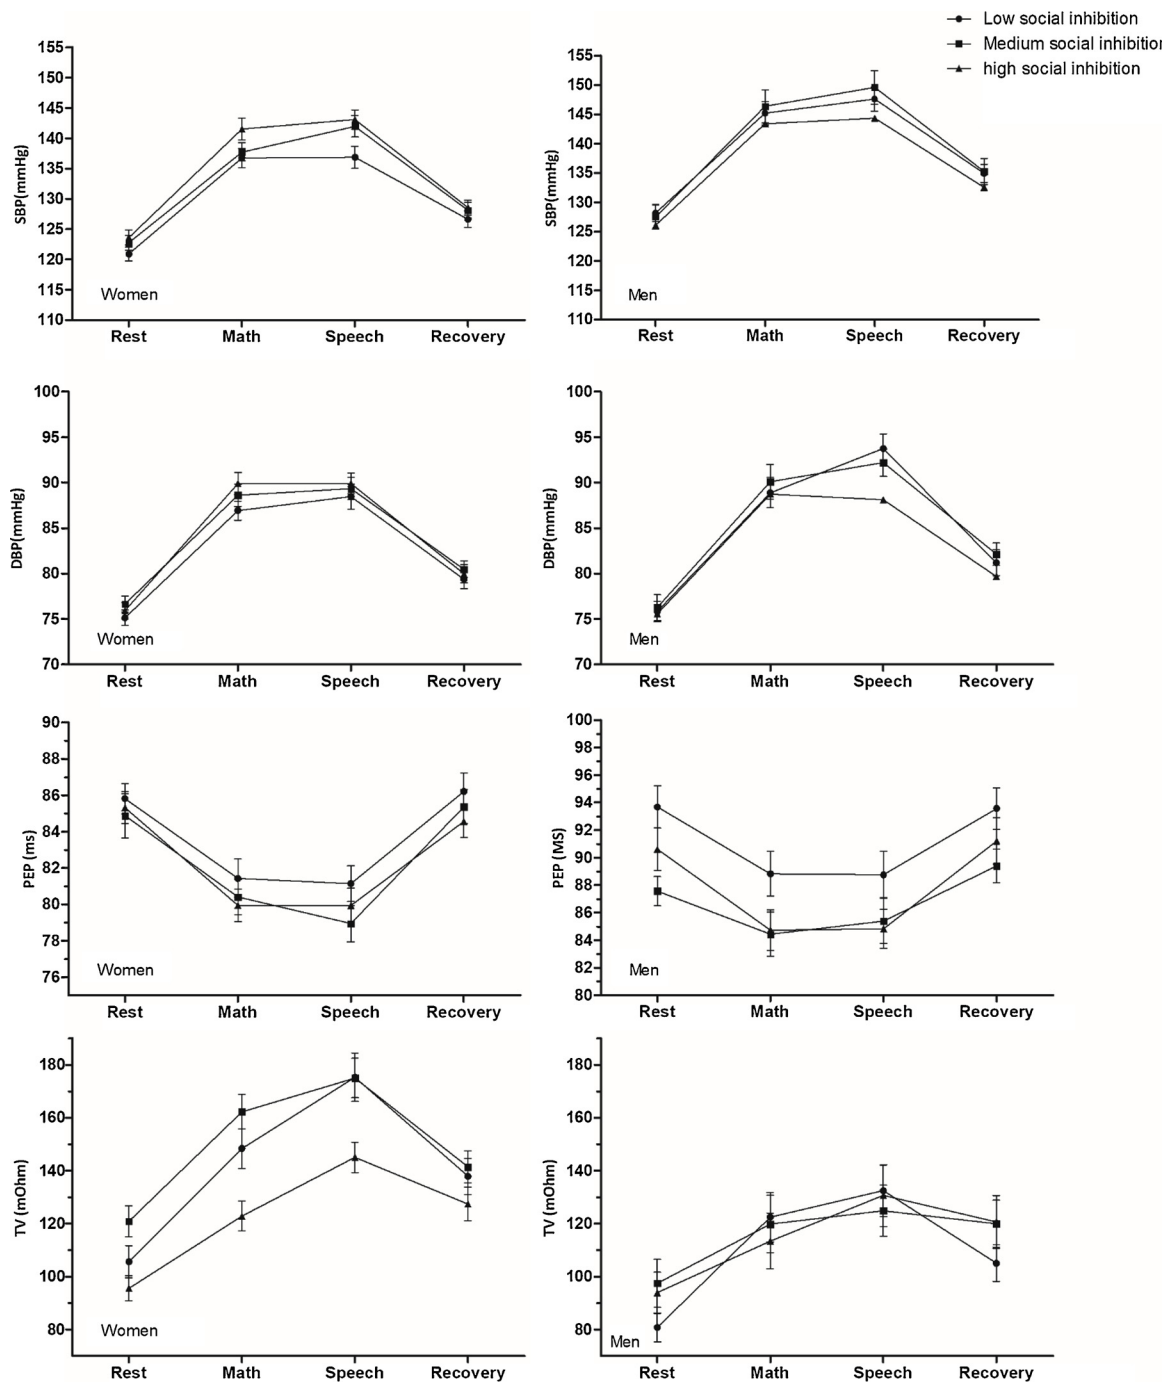 Low social inhibition
Medium social inhibition
high social inhibition
155
150
145
140
135
130
125
120
115
110
SBP(mmHg)
Women
Rest Math Speech Recovery
155
150
145
140
135
130
125
120
115
110
SBP(mmHg)
Men
Rest Math Speech Recovery
100
95
90
85
80
75
70
DBP(mmHg)
Women
Rest Math Speech Recovery
100
95
90
85
80
75
70
DBP(mmHg)
Men
Rest Math Speech Recovery
90
88
86
84
82
80
78
76
PEP (ms)
Women
Rest Math Speech Recovery
100
98
96
94
92
90
88
86
84
82
80
PEP (MS)
Men
Rest Math Speech Recovery
180
160
140
120
100
80
TV (mOhm)
Women
Rest Math Speech Recovery
180
160
140
120
100
80
TV (mOhm)
Men
Rest Math Speech Recovery